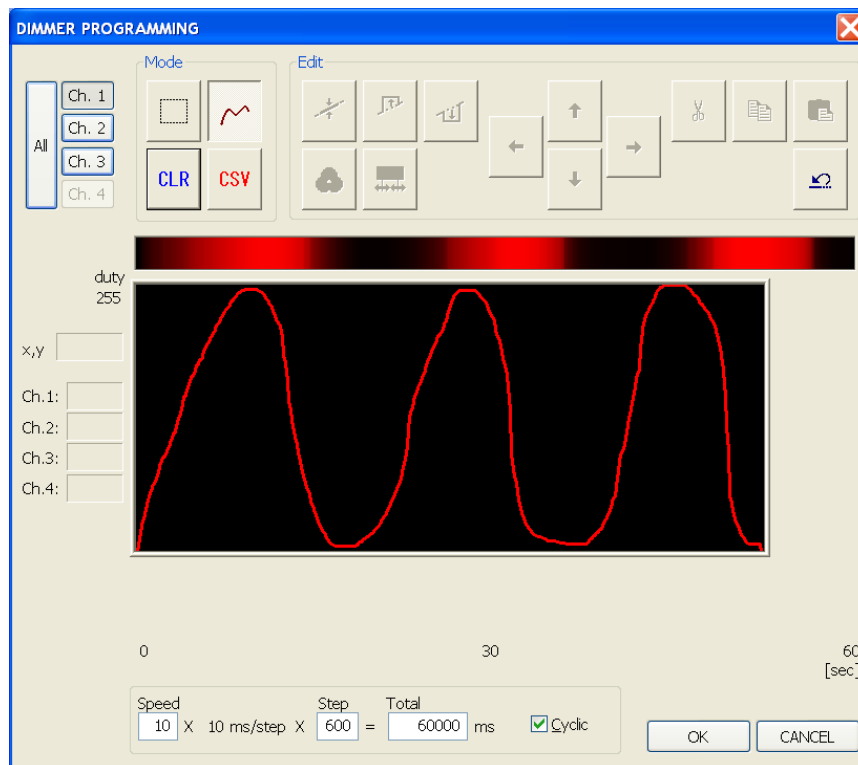 DIMMER PROGRAMMING
Mode
Edit
All
Ch. 1
Ch. 2
Ch. 3
Ch. 4
CLR
CSV
duty
255
x,y
Ch.1:
Ch.2:
Ch.3:
Ch.4:
0 30 60
[sec]
Speed Step Total
10 X 10 ms/step X 600 = 60000 ms Cyclic
OK CANCEL